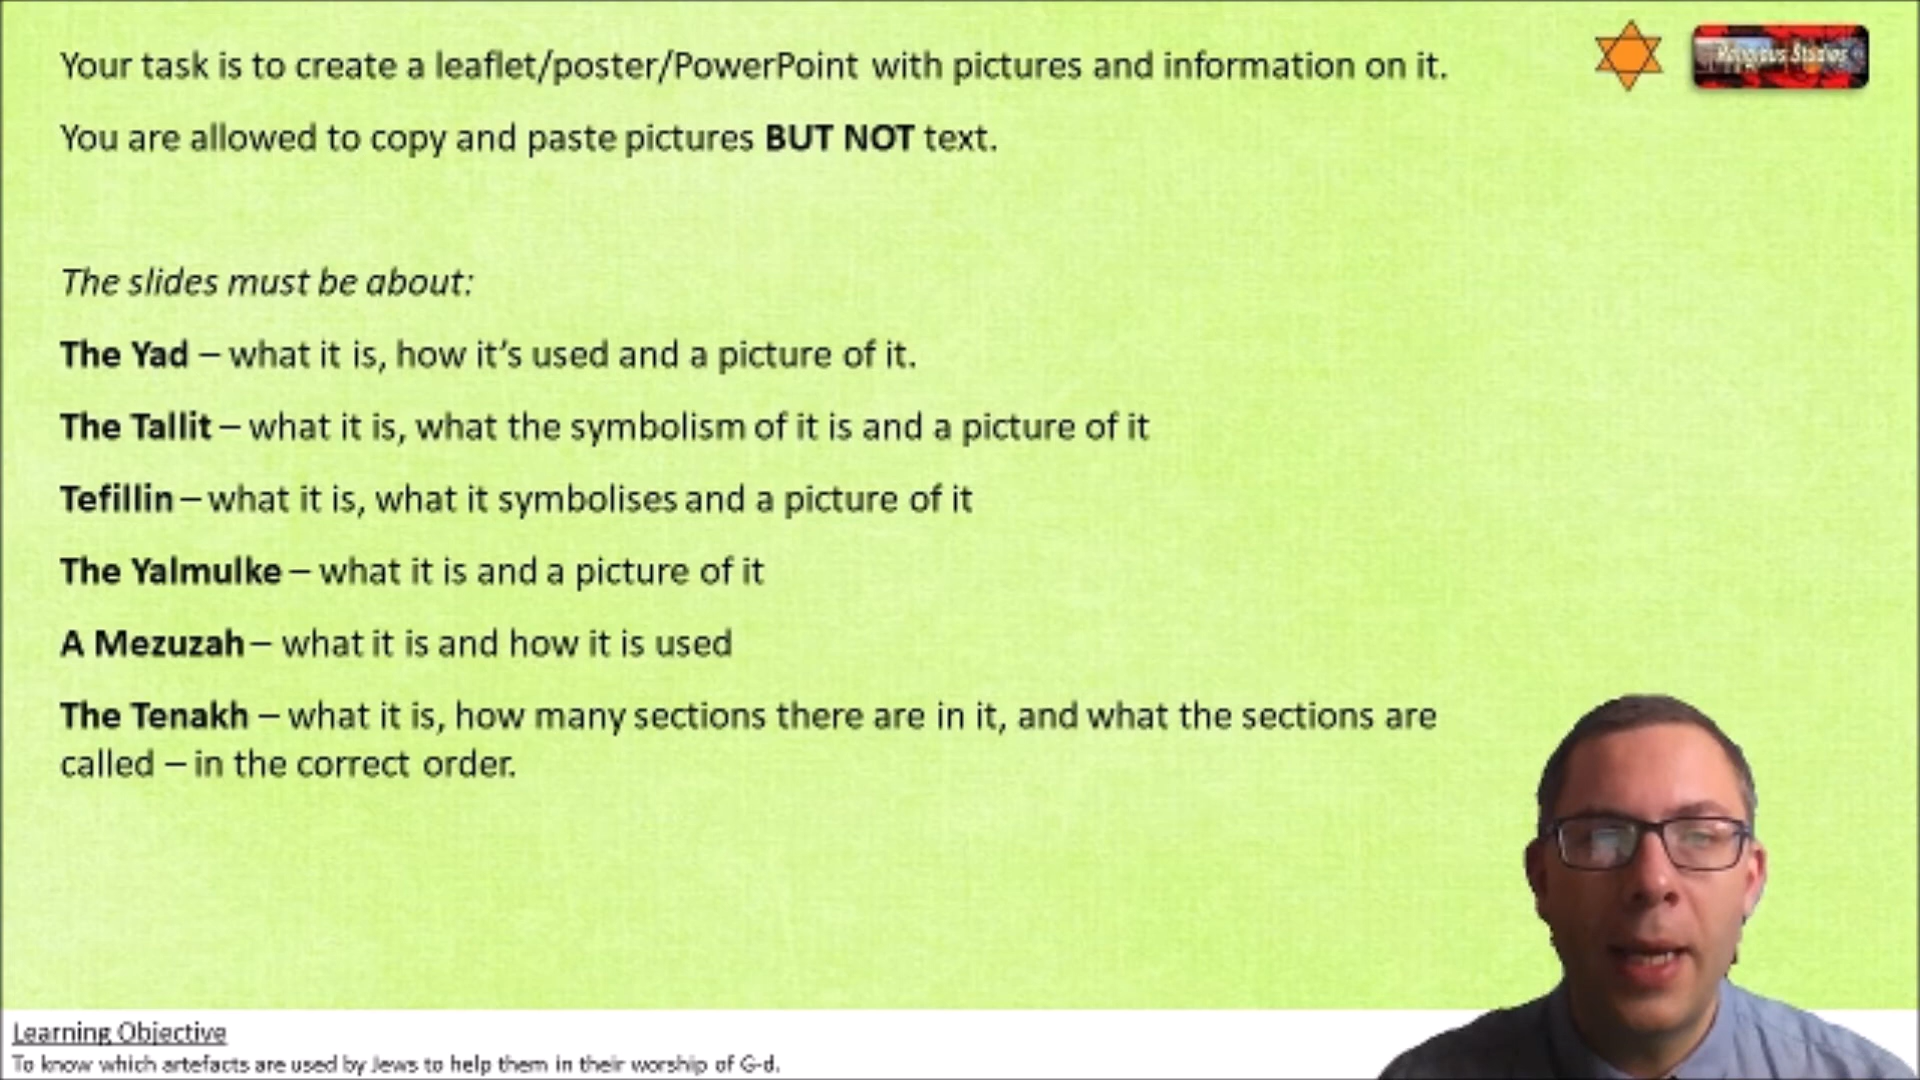 Your task is to create a leaflet/poster/PowerPoint with pictures and information on it.
Religious Studies
You are allowed to copy and paste pictures BUT NOT text.
The slides must be about:
The Yad – what it is, how it's used and a picture of it.
The Tallit – what it is, what the symbolism of it is and a picture of it
Tefillin – what it is, what it symbolises and a picture of it
The Yalmulke – what it is and a picture of it
A Mezuzah – what it is and how it is used
The Tenakh – what it is, how many sections there are in it, and what the sections are
called – in the correct order.
Learning Objective
To know which artefacts are used by Jews to help them in their worship of G-d.